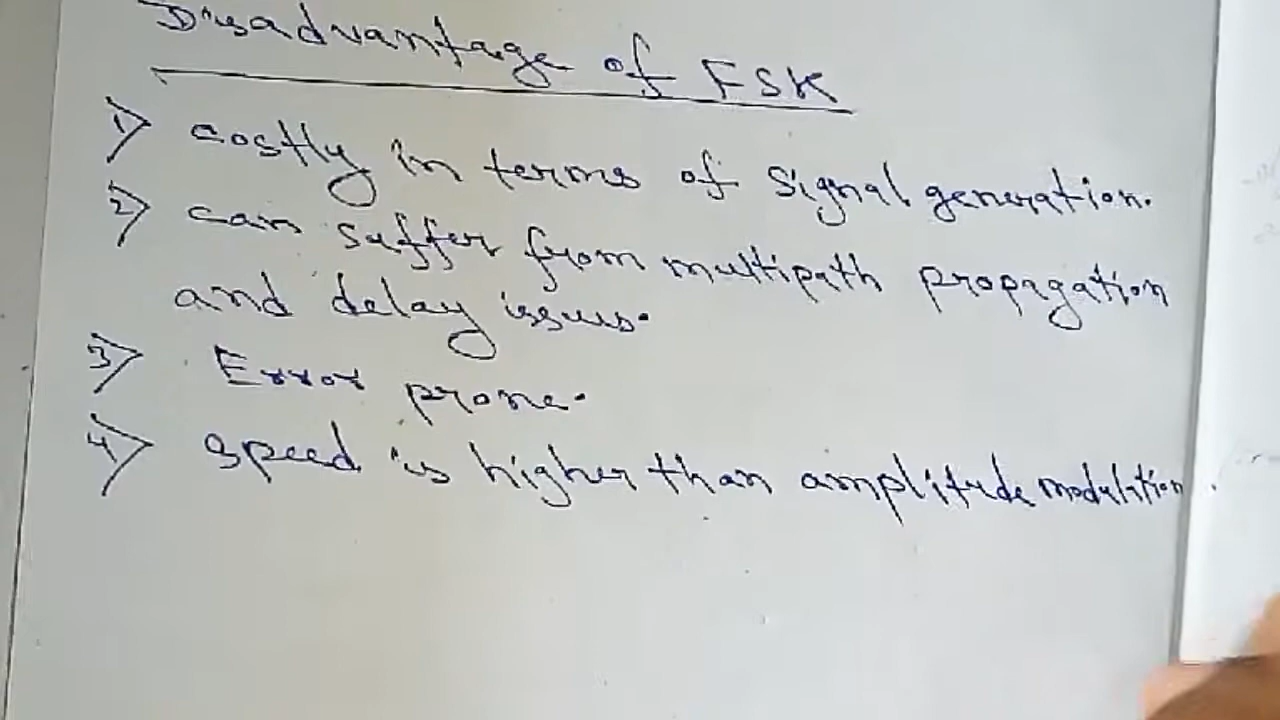 Disadvantage of FSK
1) costly in terms of Signal generation.
2) can suffer from multipath propagation
and delay issues.
3) Error prone.
4) speed is higher than amplitude modulation.